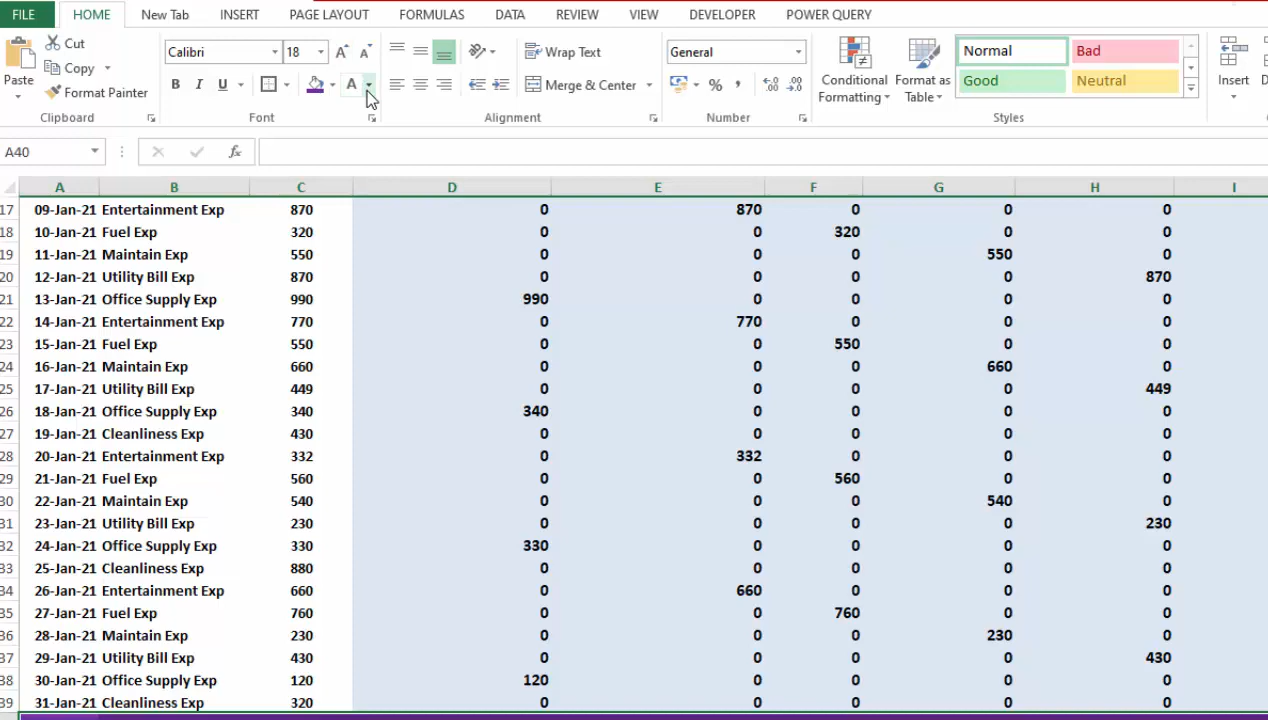 FILE HOME New Tab INSERT PAGE LAYOUT FORMULAS DATA REVIEW VIEW DEVELOPER POWER QUERY
Cut
Copy
Format Painter
Paste
Clipboard
Calibri 18 A A
B I U A
Font
Wrap Text
Merge & Center
Alignment
General
% , .00 .00
Number
Conditional Formatting
Format as Table
Normal Bad
Good Neutral
Styles
Insert
A40 fx
A B C D E F G H I
17 09-Jan-21 Entertainment Exp 870 0 870 0 0 0
18 10-Jan-21 Fuel Exp 320 0 0 320 0 0
19 11-Jan-21 Maintain Exp 550 0 0 0 550 0
20 12-Jan-21 Utility Bill Exp 870 0 0 0 0 870
21 13-Jan-21 Office Supply Exp 990 990 0 0 0 0
22 14-Jan-21 Entertainment Exp 770 0 770 0 0 0
23 15-Jan-21 Fuel Exp 550 0 0 550 0 0
24 16-Jan-21 Maintain Exp 660 0 0 0 660 0
25 17-Jan-21 Utility Bill Exp 449 0 0 0 0 449
26 18-Jan-21 Office Supply Exp 340 340 0 0 0 0
27 19-Jan-21 Cleanliness Exp 430 0 0 0 0 0
28 20-Jan-21 Entertainment Exp 332 0 332 0 0 0
29 21-Jan-21 Fuel Exp 560 0 0 560 0 0
30 22-Jan-21 Maintain Exp 540 0 0 0 540 0
31 23-Jan-21 Utility Bill Exp 230 0 0 0 0 230
32 24-Jan-21 Office Supply Exp 330 330 0 0 0 0
33 25-Jan-21 Cleanliness Exp 880 0 0 0 0 0
34 26-Jan-21 Entertainment Exp 660 0 660 0 0 0
35 27-Jan-21 Fuel Exp 760 0 0 760 0 0
36 28-Jan-21 Maintain Exp 230 0 0 0 230 0
37 29-Jan-21 Utility Bill Exp 430 0 0 0 0 430
38 30-Jan-21 Office Supply Exp 120 120 0 0 0 0
39 31-Jan-21 Cleanliness Exp 320 0 0 0 0 0